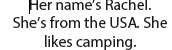 Her name's Rachel.
She's from the USA. She
likes camping.